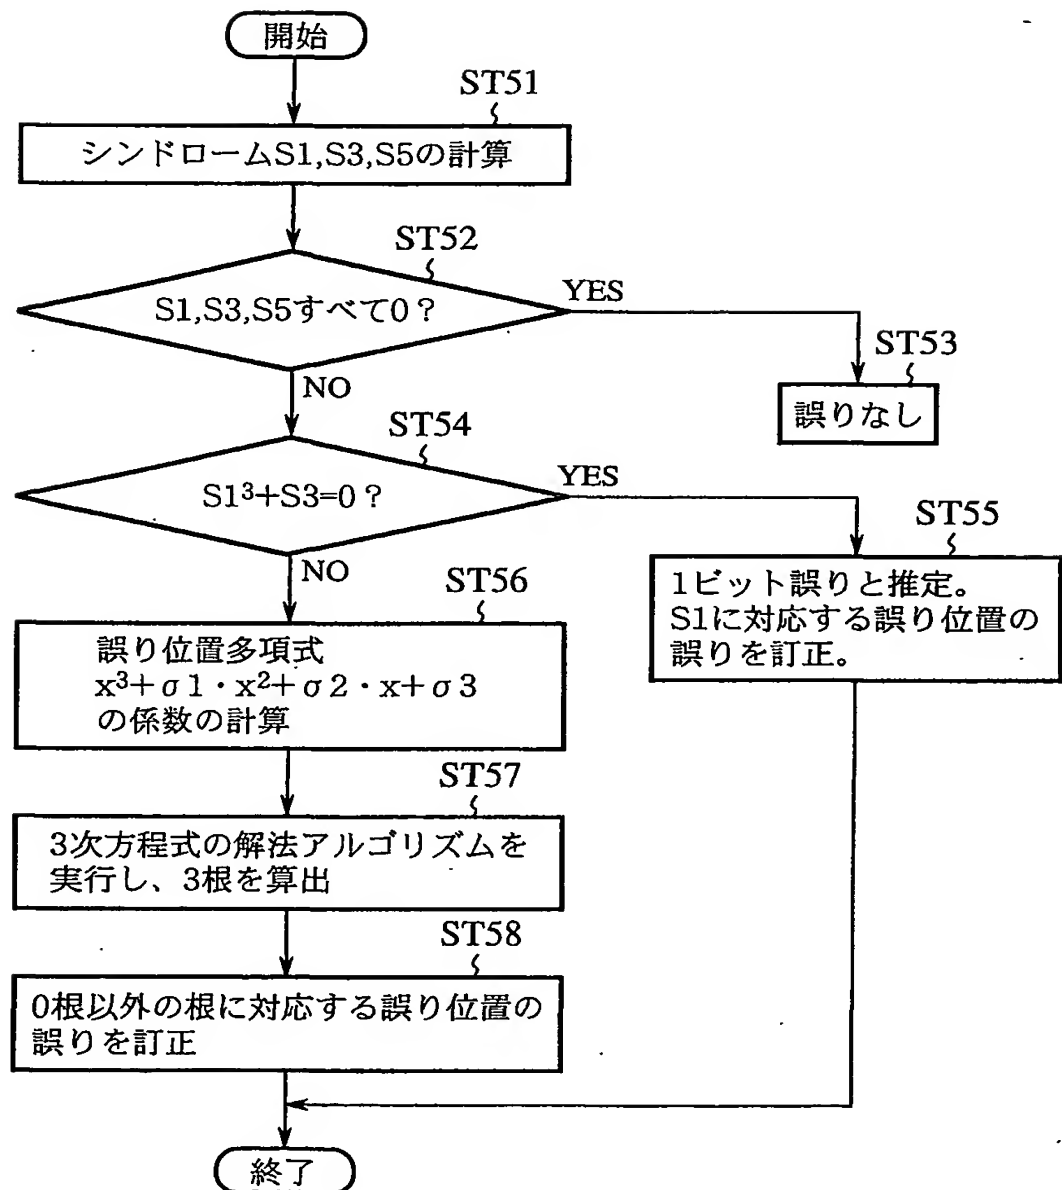 開始
ST51
シンドロームS1,S3,S5の計算
ST52
S1,S3,S5すべて0？
YES
ST53
誤りなし
NO
ST54
S1³+S3=0？
YES
ST55
1ビット誤りと推定。
S1に対応する誤り位置の
誤りを訂正。
NO
ST56
誤り位置多項式
x³+σ1・x²+σ2・x+σ3
の係数の計算
ST57
3次方程式の解法アルゴリズムを
実行し、3根を算出
ST58
0根以外の根に対応する誤り位置の
誤りを訂正
終了